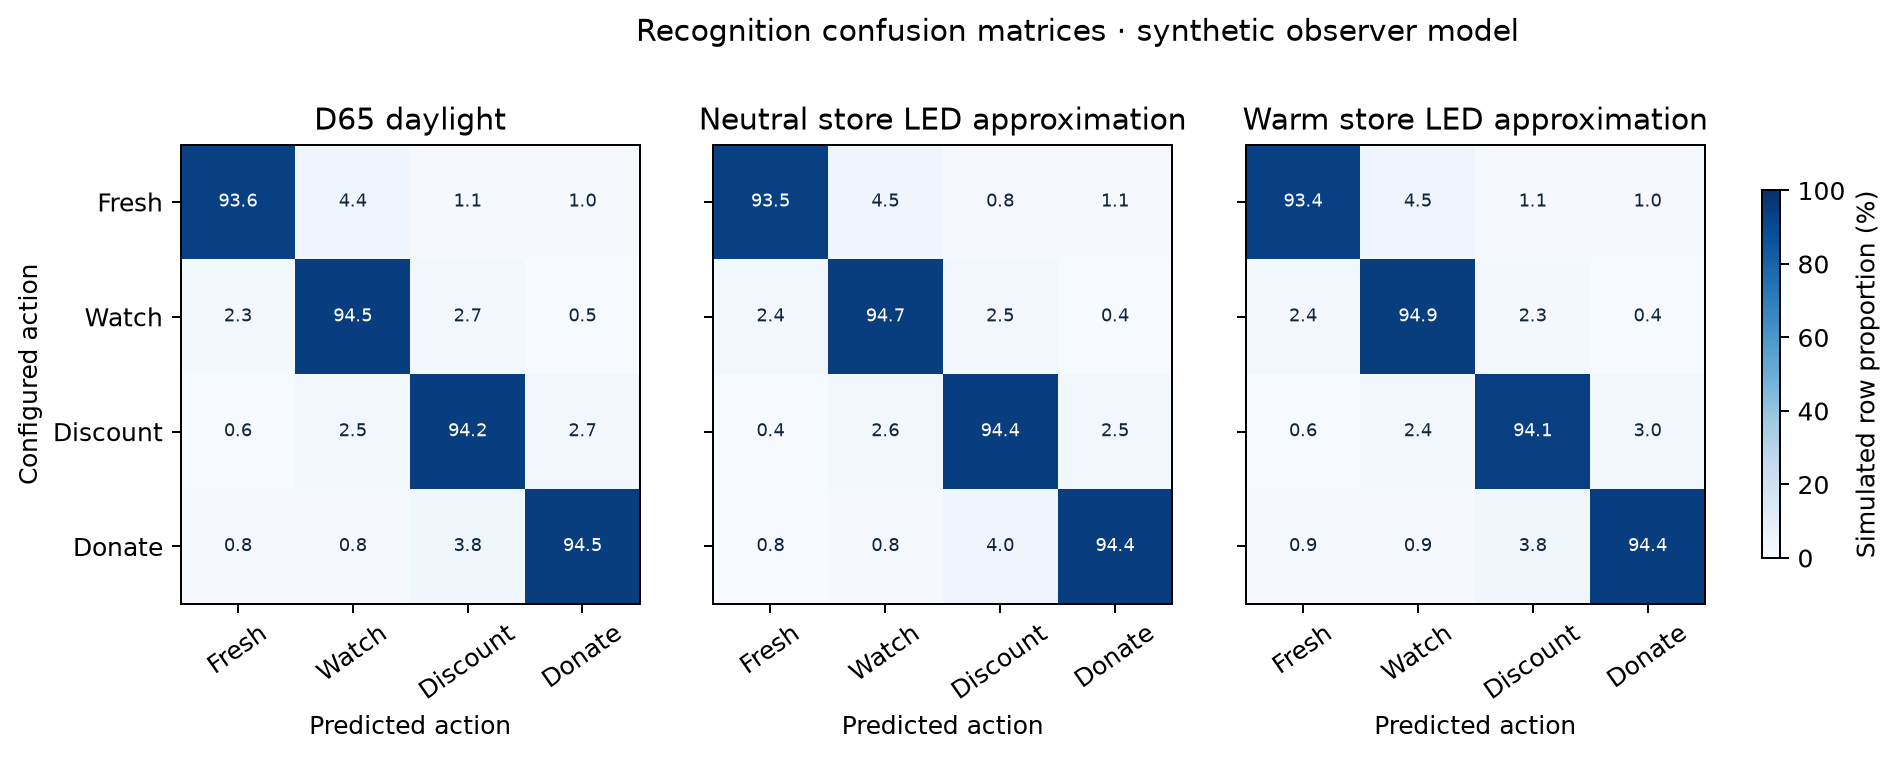 Recognition confusion matrices · synthetic observer model
D65 daylight
Neutral store LED approximation
Warm store LED approximation
Configured action
Fresh
Watch
Discount
Donate
93.6 4.4 1.1 1.0
2.3 94.5 2.7 0.5
0.6 2.5 94.2 2.7
0.8 0.8 3.8 94.5
Fresh Watch Discount Donate
Predicted action
93.5 4.5 0.8 1.1
2.4 94.7 2.5 0.4
0.4 2.6 94.4 2.5
0.8 0.8 4.0 94.4
Fresh Watch Discount Donate
Predicted action
93.4 4.5 1.1 1.0
2.4 94.9 2.3 0.4
0.6 2.4 94.1 3.0
0.9 0.9 3.8 94.4
Fresh Watch Discount Donate
Predicted action
100
80
60
40
20
0
Simulated row proportion (%)